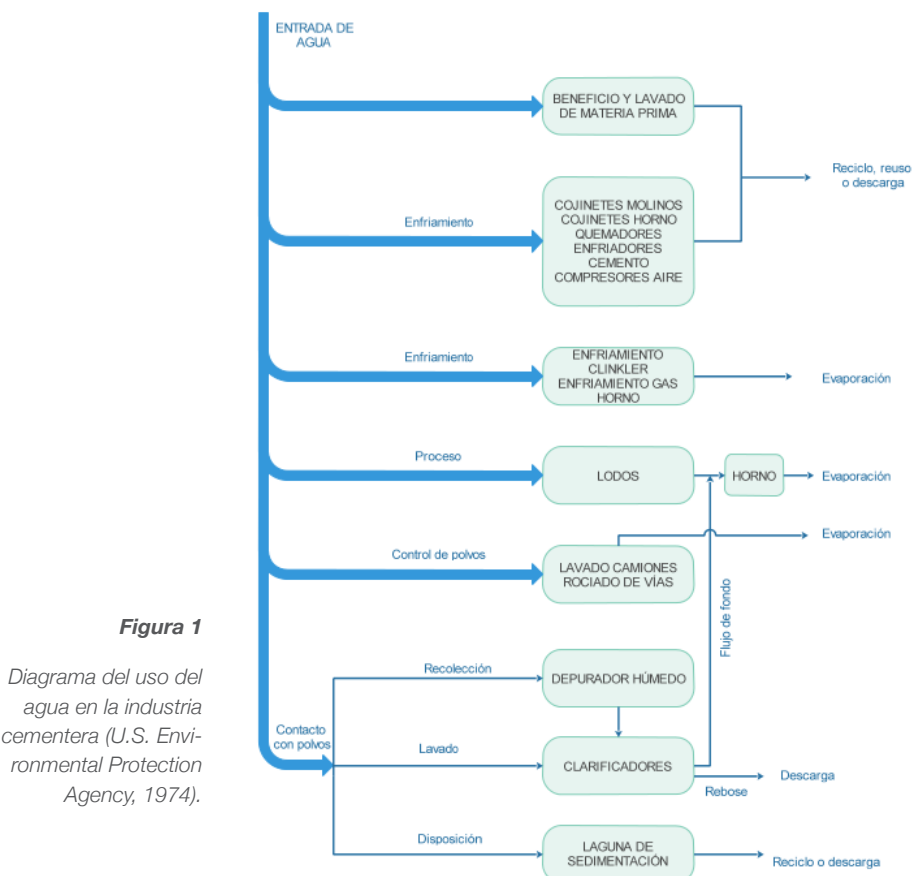 ENTRADA DE
AGUA
BENEFICIO Y LAVADO
DE MATERIA PRIMA
Reciclo, reuso
o descarga
Enfriamiento
COJINETES MOLINOS
COJINETES HORNO
QUEMADORES
ENFRIADORES
CEMENTO
COMPRESORES AIRE
Enfriamiento
ENFRIAMIENTO
CLINKLER
ENFRIAMIENTO GAS
HORNO
Evaporación
Proceso
LODOS
HORNO
Evaporación
Control de polvos
LAVADO CAMIONES
ROCIADO DE VÍAS
Evaporación
Flujo de fondo
Recolección
DEPURADOR HÚMEDO
Contacto
con polvos
Lavado
CLARIFICADORES
Rebose
Descarga
Disposición
LAGUNA DE
SEDIMENTACIÓN
Reciclo o descarga
Figura 1
Diagrama del uso del
agua en la industria
cementera (U.S. Envi-
ronmental Protection
Agency, 1974).